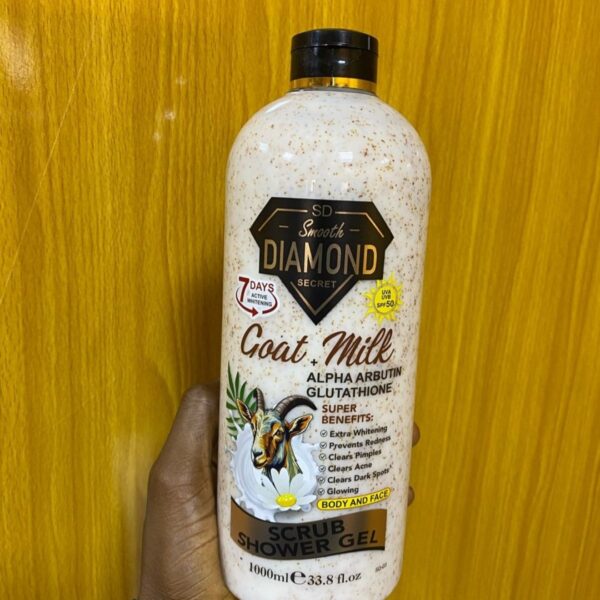 SD
Smooth
DIAMOND
SECRET
7 DAYS
ACTIVE
WHITENING
UVA
UVB
SPF 50
Goat + Milk
ALPHA ARBUTIN
GLUTATHIONE
SUPER
BENEFITS:
Extra Whitening
Prevents Redness
Clears Pimples
Clears Acne
Clears Dark Spots
Glowing
BODY AND FACE
SCRUB
SHOWER GEL
1000ml e 33.8 fl.oz